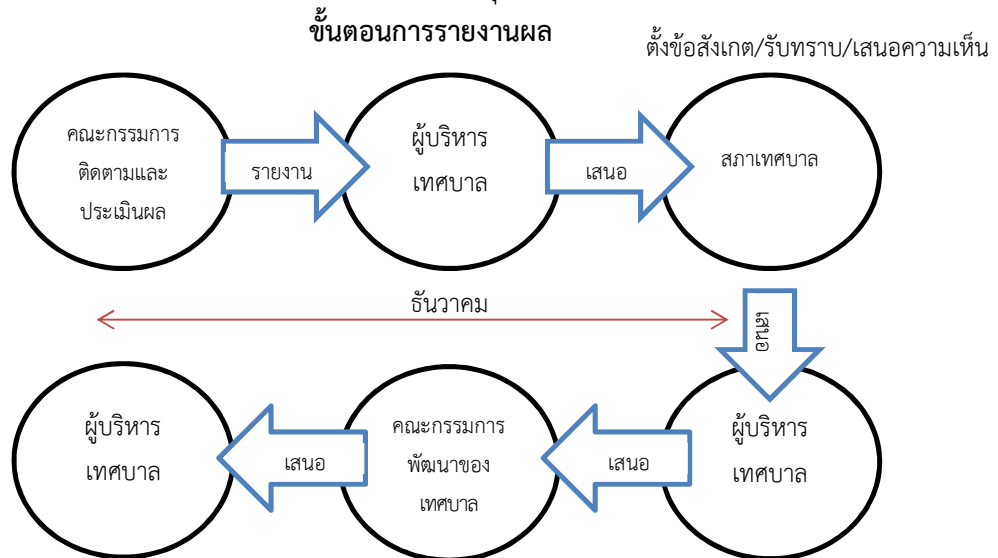 ขั้นตอนการรายงานผล
ตั้งข้อสังเกต/รับทราบ/เสนอความเห็น
คณะกรรมการ
ติดตามและ
ประเมินผล
รายงาน
ผู้บริหาร
เทศบาล
เสนอ
สภาเทศบาล
ธันวาคม
เสนอ
ผู้บริหาร
เทศบาล
เสนอ
คณะกรรมการ
พัฒนาของ
เทศบาล
เสนอ
ผู้บริหาร
เทศบาล